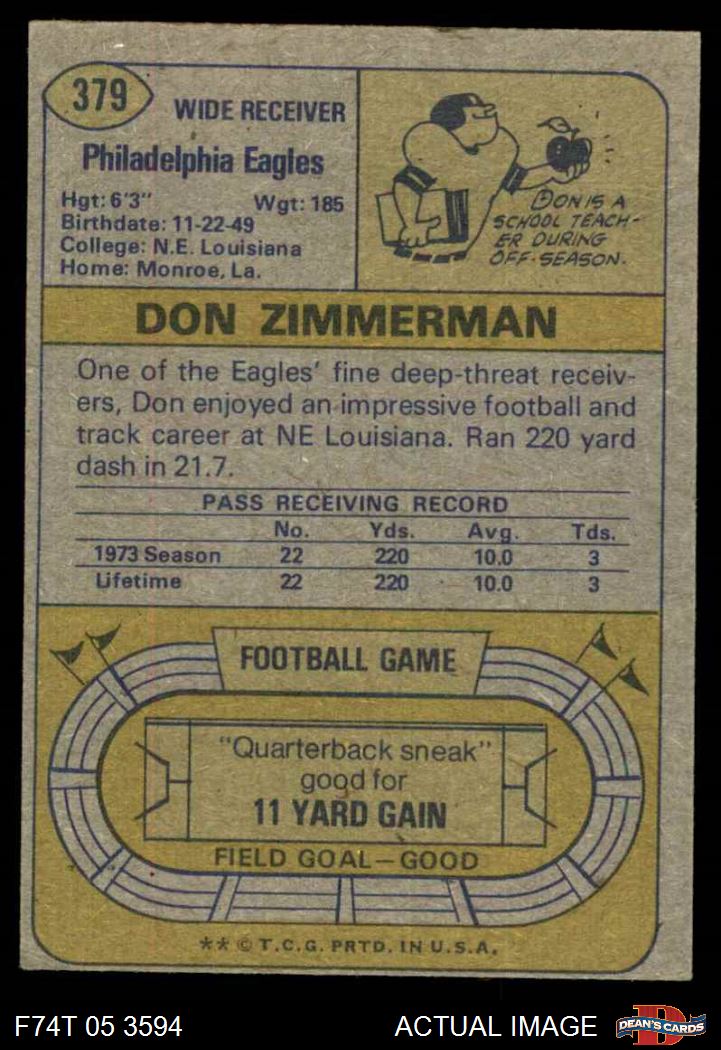 379
WIDE RECEIVER
Philadelphia Eagles
Hgt: 6'3" Wgt: 185
Birthdate: 11-22-49
College: N.E. Louisiana
Home: Monroe, La.
DON IS A
SCHOOL TEACH-
ER DURING
OFF-SEASON.
DON ZIMMERMAN
One of the Eagles' fine deep-threat receiv-
ers, Don enjoyed an impressive football and
track career at NE Louisiana. Ran 220 yard
dash in 21.7.
PASS RECEIVING RECORD
No. Yds. Avg. Tds.
1973 Season 22 220 10.0 3
Lifetime 22 220 10.0 3
FOOTBALL GAME
"Quarterback sneak"
good for
11 YARD GAIN
FIELD GOAL—GOOD
** © T.C.G. PRTD. IN U.S.A.
F74T 05 3594
ACTUAL IMAGE
D
DEAN'S CARDS